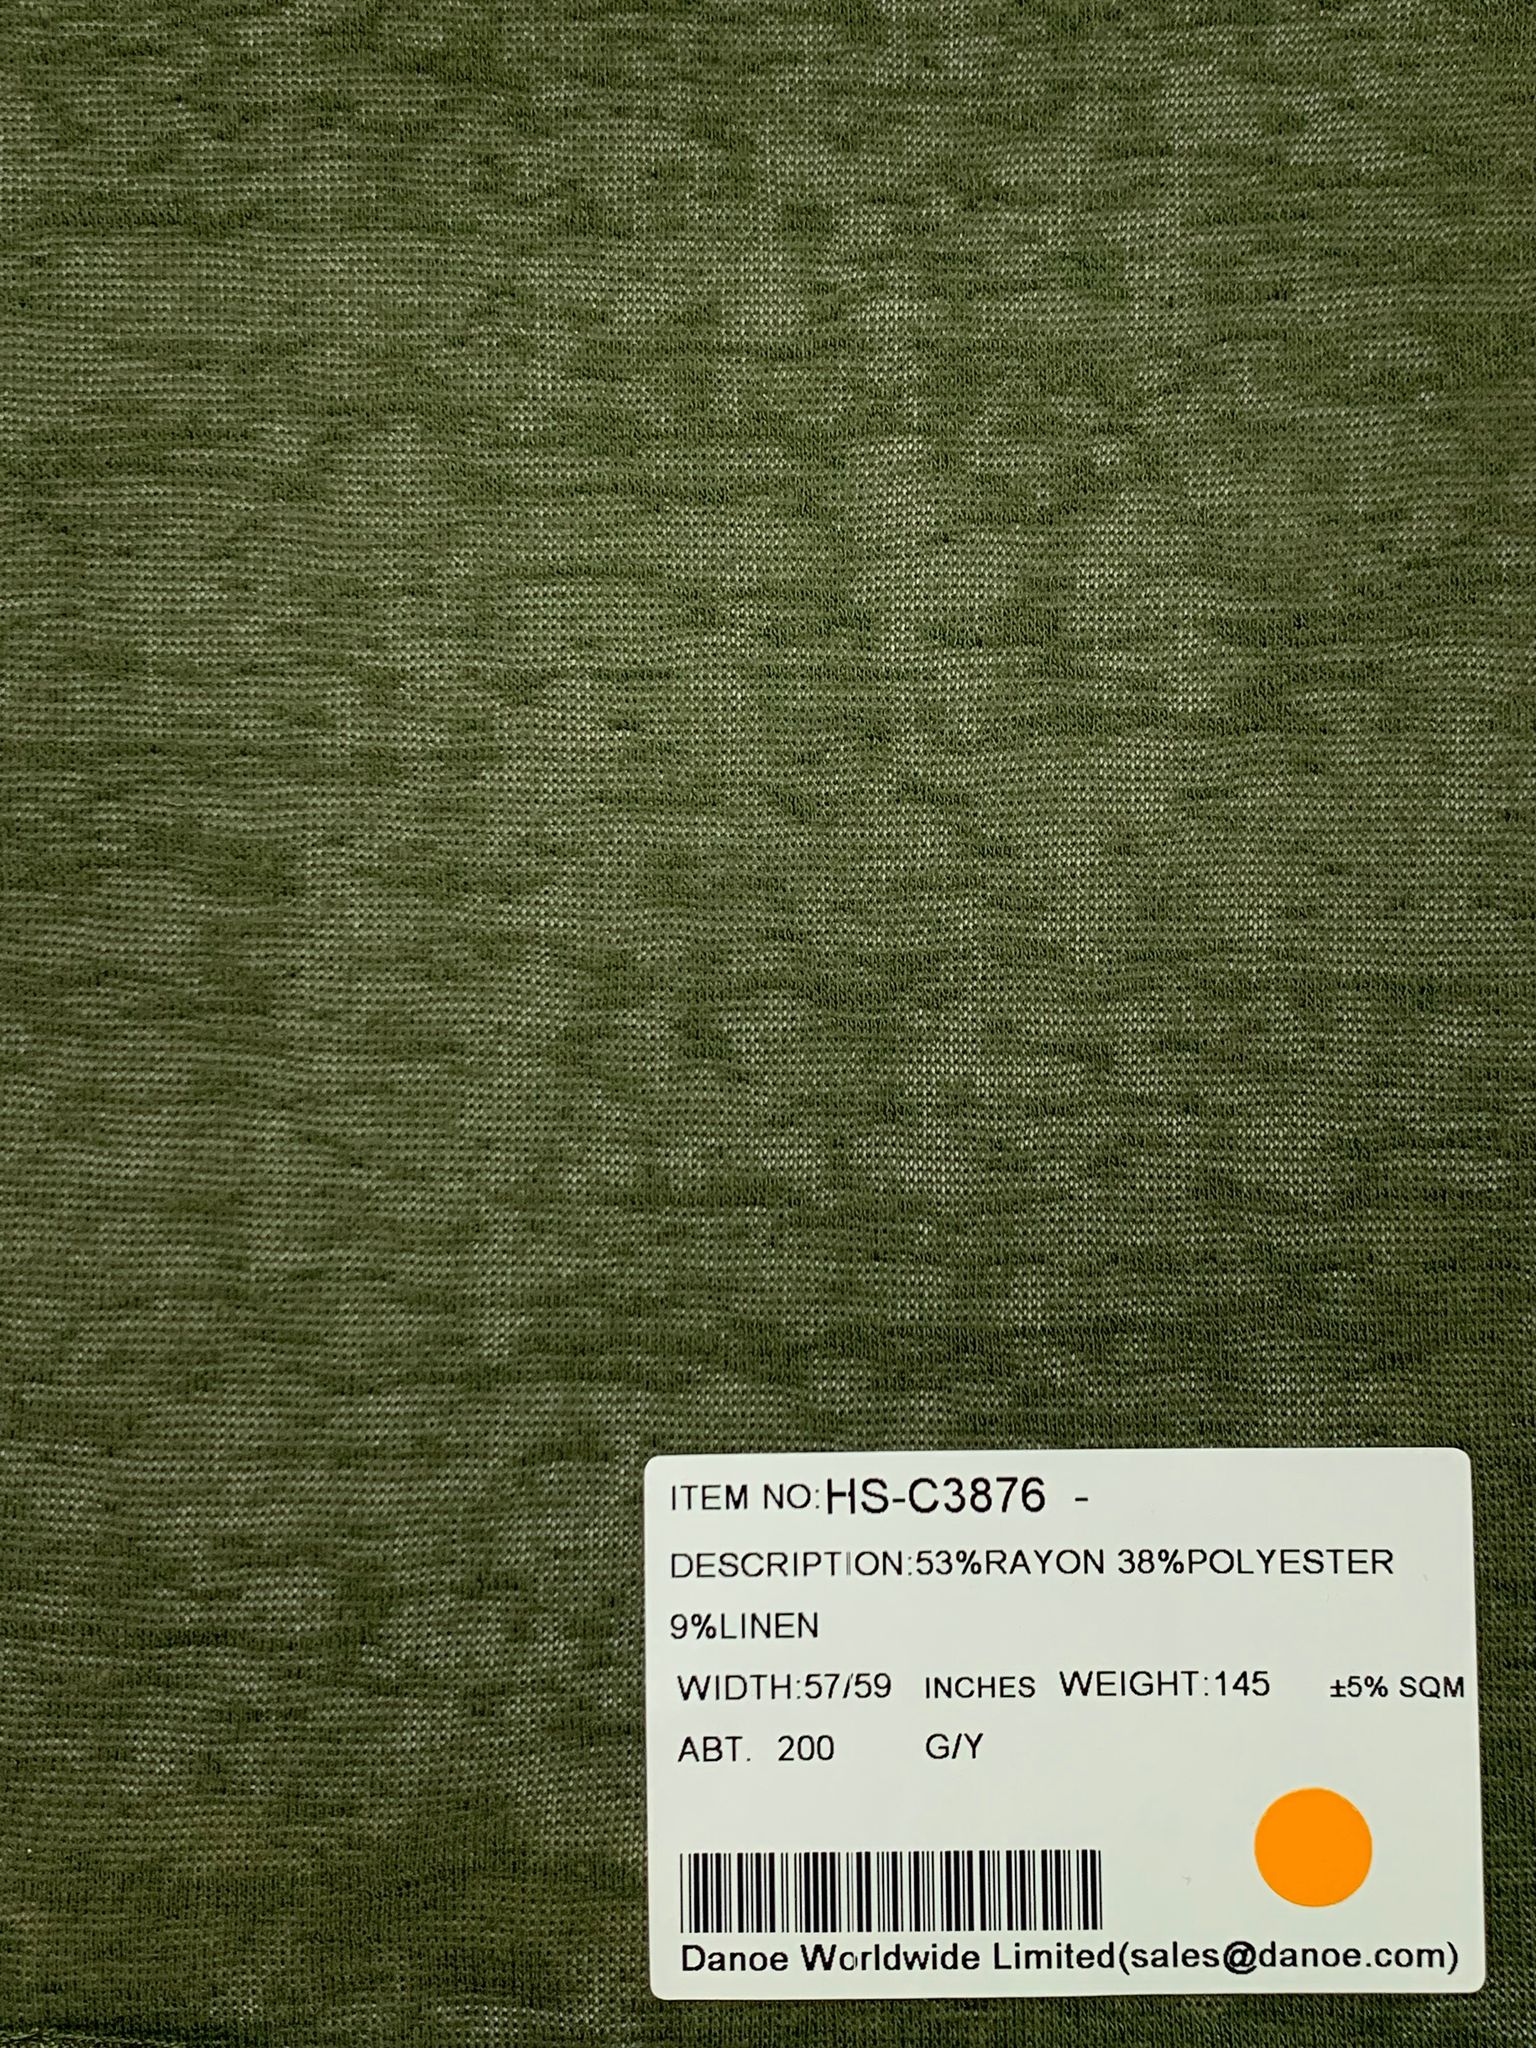 ITEM NO:HS-C3876 -
DESCRIPTION:53%RAYON 38%POLYESTER
9%LINEN
WIDTH:57/59 INCHES WEIGHT:145 ±5% SQM
ABT. 200 G/Y
Danoe Worldwide Limited(sales@danoe.com)